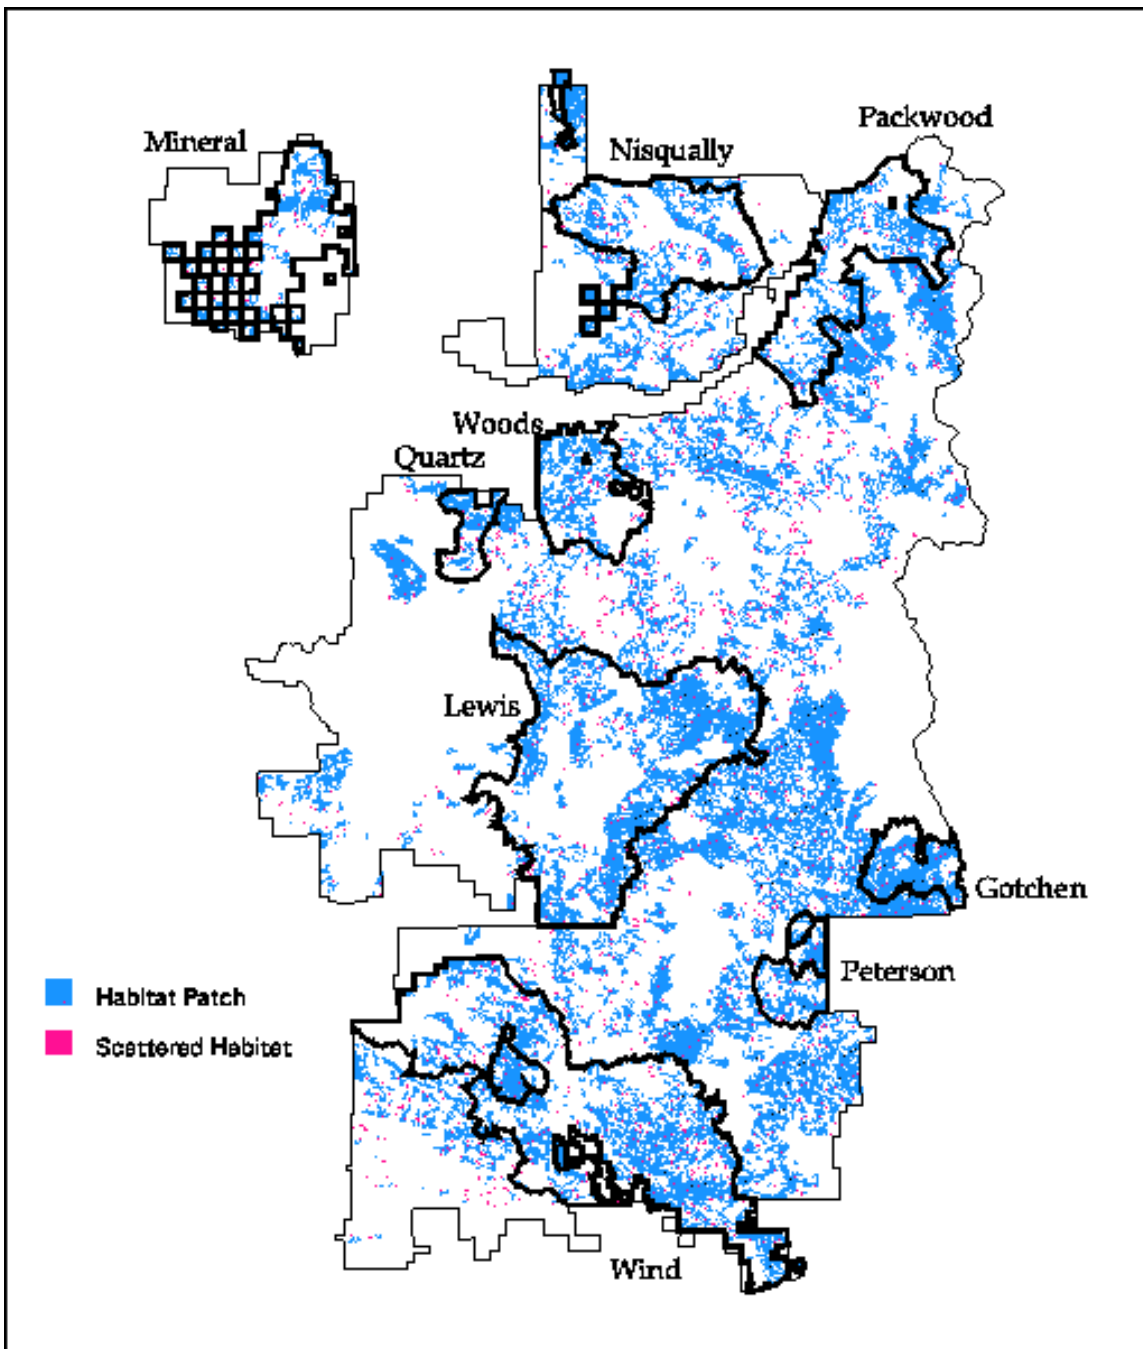 Packwood
Mineral
Nisqually
Woods
Quartz
Lewis
Gotchen
Peterson
Habitat Patch
Scattered Habitat
Wind